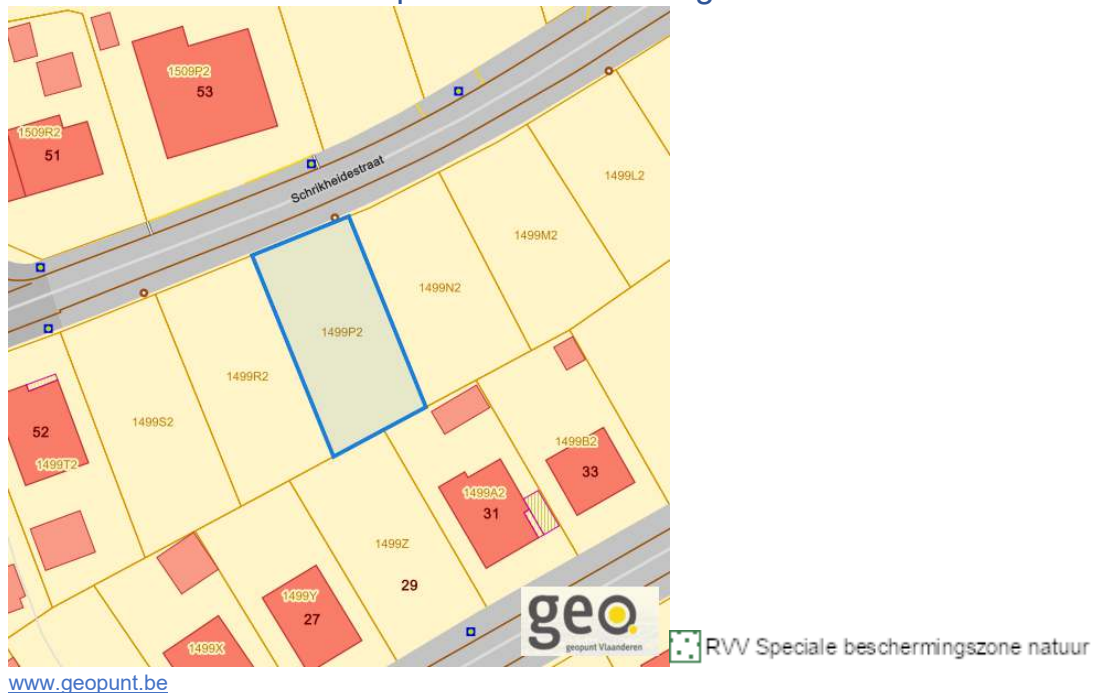 1509P2
53
1509R2
51
Schrikheidestraat
1499L2
1499M2
1499N2
1499P2
1499R2
1499S2
52
1499T2
1499B2
33
1499A2
31
1499Z
29
1499Y
27
1499X
geo
geopunt Vlaanderen
RVV Speciale beschermingszone natuur
www.geopunt.be